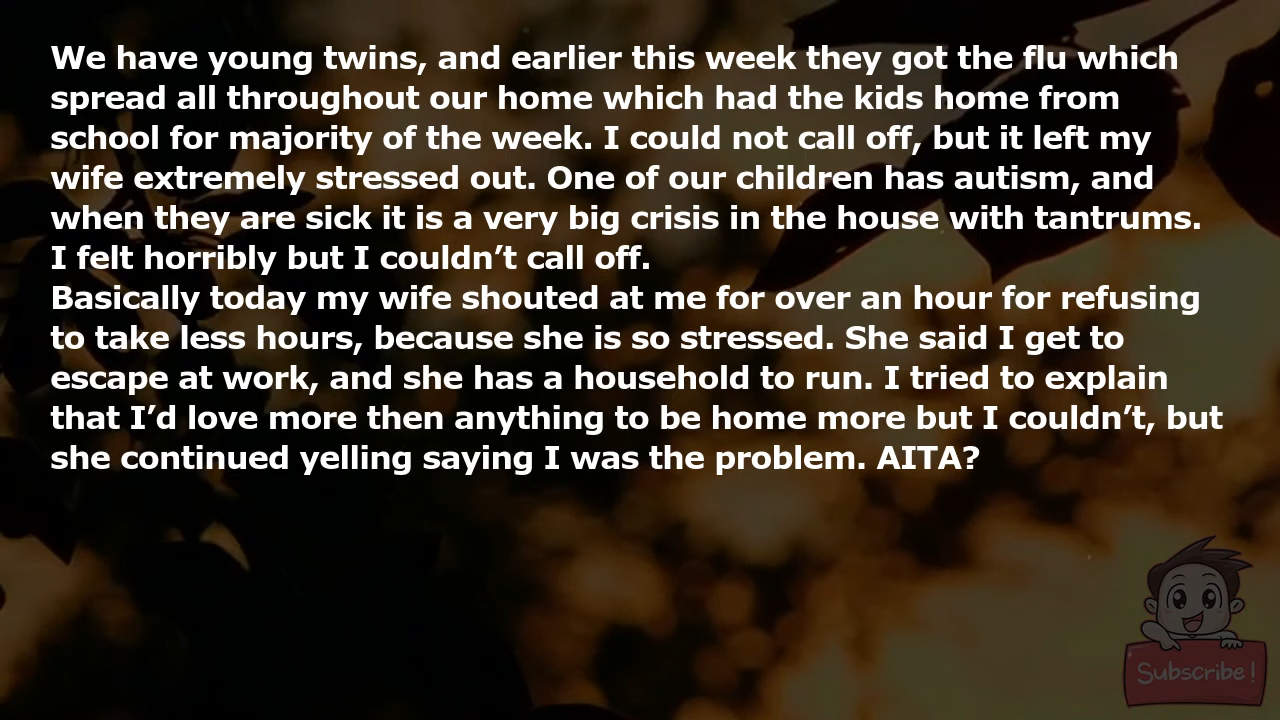 We have young twins, and earlier this week they got the flu which
spread all throughout our home which had the kids home from
school for majority of the week. I could not call off, but it left my
wife extremely stressed out. One of our children has autism, and
when they are sick it is a very big crisis in the house with tantrums.
I felt horribly but I couldn’t call off.
Basically today my wife shouted at me for over an hour for refusing
to take less hours, because she is so stressed. She said I get to
escape at work, and she has a household to run. I tried to explain
that I’d love more then anything to be home more but I couldn’t, but
she continued yelling saying I was the problem. AITA?
Subscribe!